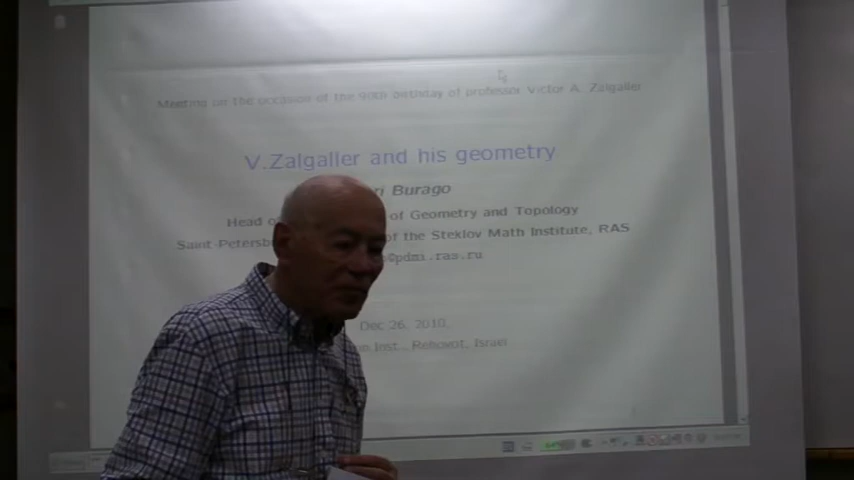 Meeting on the occasion of the 90th birthday of professor Victor A. Zalgaller
V.Zalgaller and his geometry
ri Burago
Head o of Geometry and Topology
Saint-Petersb of the Steklov Math Institute, RAS
@pdmi.ras.ru
Dec 26, 2010,
Inst., Rehovot, Israel